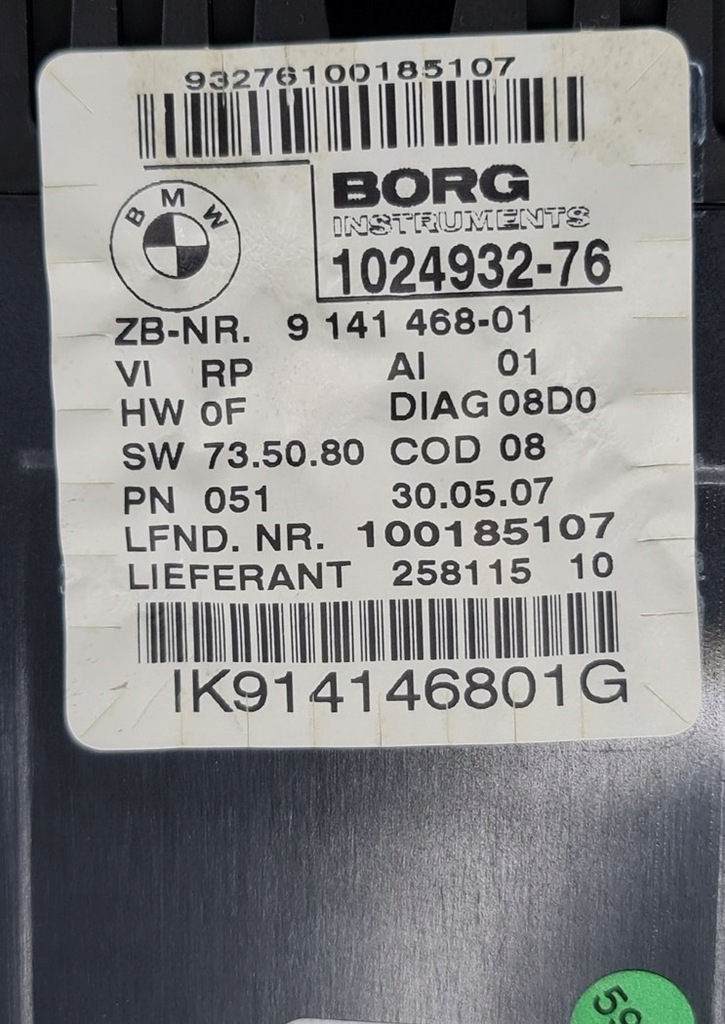 93276100185107
BMW
BORG
INSTRUMENTS
1024932-76
ZB-NR. 9 141 468-01
VI RP AI 01
HW 0F DIAG 08D0
SW 73.50.80 COD 08
PN 051 30.05.07
LFND. NR. 100185107
LIEFERANT 258115 10
IK914146801G